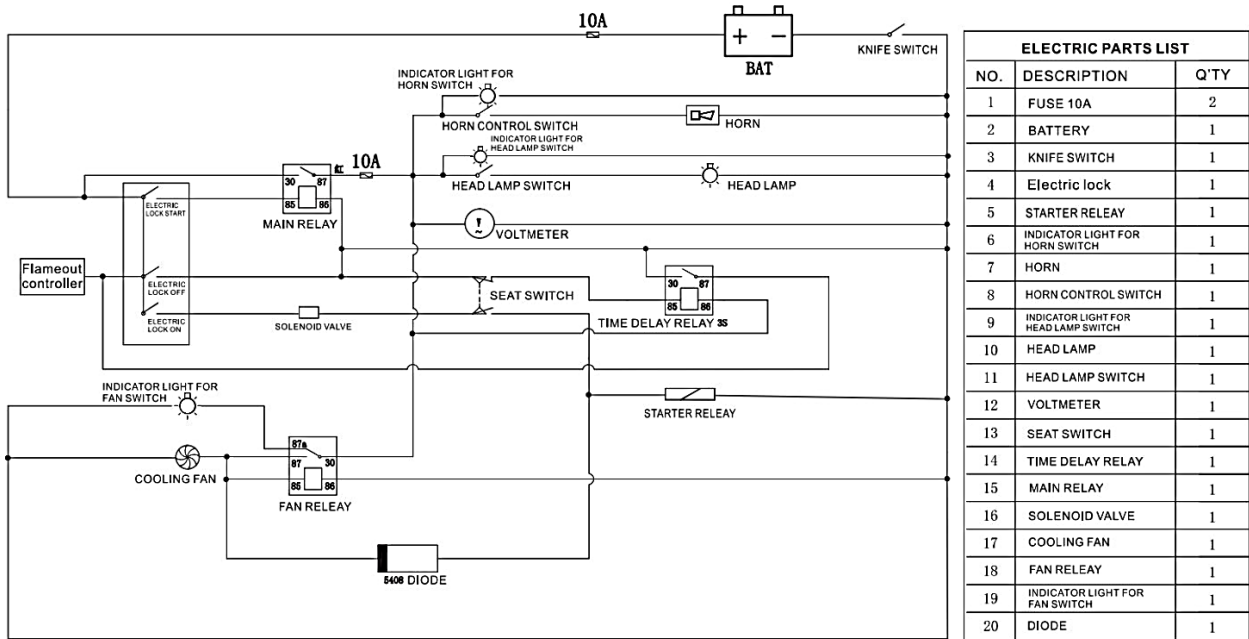 10A
+ −
BAT
KNIFE SWITCH
INDICATOR LIGHT FOR
HORN SWITCH
HORN CONTROL SWITCH
HORN
INDICATOR LIGHT FOR
HEAD LAMP SWITCH
10A
红
30 87
85 86
MAIN RELAY
HEAD LAMP SWITCH
HEAD LAMP
ELECTRIC
LOCK START
VOLTMETER
Flameout
controller
ELECTRIC
LOCK OFF
ELECTRIC
LOCK ON
SOLENOID VALVE
SEAT SWITCH
30 87
85 86
TIME DELAY RELAY 3S
INDICATOR LIGHT FOR
FAN SWITCH
STARTER RELEAY
COOLING FAN
87a
87 30
85 86
FAN RELEAY
5408 DIODE
ELECTRIC PARTS LIST
NO. DESCRIPTION Q'TY
1 FUSE 10A 2
2 BATTERY 1
3 KNIFE SWITCH 1
4 Electric lock 1
5 STARTER RELEAY 1
6 INDICATOR LIGHT FOR
HORN SWITCH 1
7 HORN 1
8 HORN CONTROL SWITCH 1
9 INDICATOR LIGHT FOR
HEAD LAMP SWITCH 1
10 HEAD LAMP 1
11 HEAD LAMP SWITCH 1
12 VOLTMETER 1
13 SEAT SWITCH 1
14 TIME DELAY RELAY 1
15 MAIN RELAY 1
16 SOLENOID VALVE 1
17 COOLING FAN 1
18 FAN RELEAY 1
19 INDICATOR LIGHT FOR
FAN SWITCH 1
20 DIODE 1